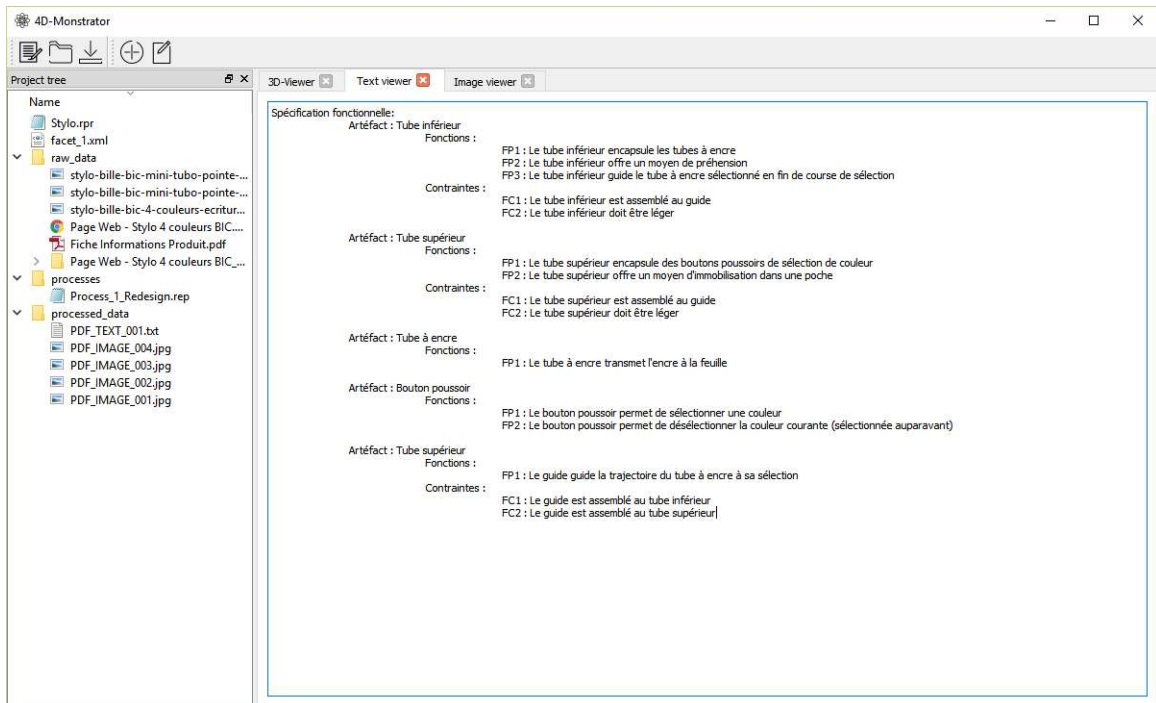 4D-Monstrator
Project tree
3D-Viewer
Text viewer
Image viewer
Name
Stylo.rpr
facet_1.xml
raw_data
stylo-bille-bic-mini-tubo-pointe-...
stylo-bille-bic-mini-tubo-pointe-...
stylo-bille-bic-4-couleurs-ecritur...
Page Web - Stylo 4 couleurs BIC....
Fiche Informations Produit.pdf
Page Web - Stylo 4 couleurs BIC_...
processes
Process_1_Redesign.rep
processed_data
PDF_TEXT_001.txt
PDF_IMAGE_004.jpg
PDF_IMAGE_003.jpg
PDF_IMAGE_002.jpg
PDF_IMAGE_001.jpg
Spécification fonctionnelle:
Artéfact : Tube inférieur
Fonctions :
FP1 : Le tube inférieur encapsule les tubes à encre
FP2 : Le tube inférieur offre un moyen de préhension
FP3 : Le tube inférieur guide le tube à encre sélectionné en fin de course de sélection
Contraintes :
FC1 : Le tube inférieur est assemblé au guide
FC2 : Le tube inférieur doit être léger
Artéfact : Tube supérieur
Fonctions :
FP1 : Le tube supérieur encapsule des boutons poussoirs de sélection de couleur
FP2 : Le tube supérieur offre un moyen d'immobilisation dans une poche
Contraintes :
FC1 : Le tube supérieur est assemblé au guide
FC2 : Le tube supérieur doit être léger
Artéfact : Tube à encre
Fonctions :
FP1 : Le tube à encre transmet l'encre à la feuille
Artéfact : Bouton poussoir
Fonctions :
FP1 : Le bouton poussoir permet de sélectionner une couleur
FP2 : Le bouton poussoir permet de désélectionner la couleur courante (sélectionnée auparavant)
Artéfact : Tube supérieur
Fonctions :
FP1 : Le guide guide la trajectoire du tube à encre à sa sélection
Contraintes :
FC1 : Le guide est assemblé au tube inférieur
FC2 : Le guide est assemblé au tube supérieur